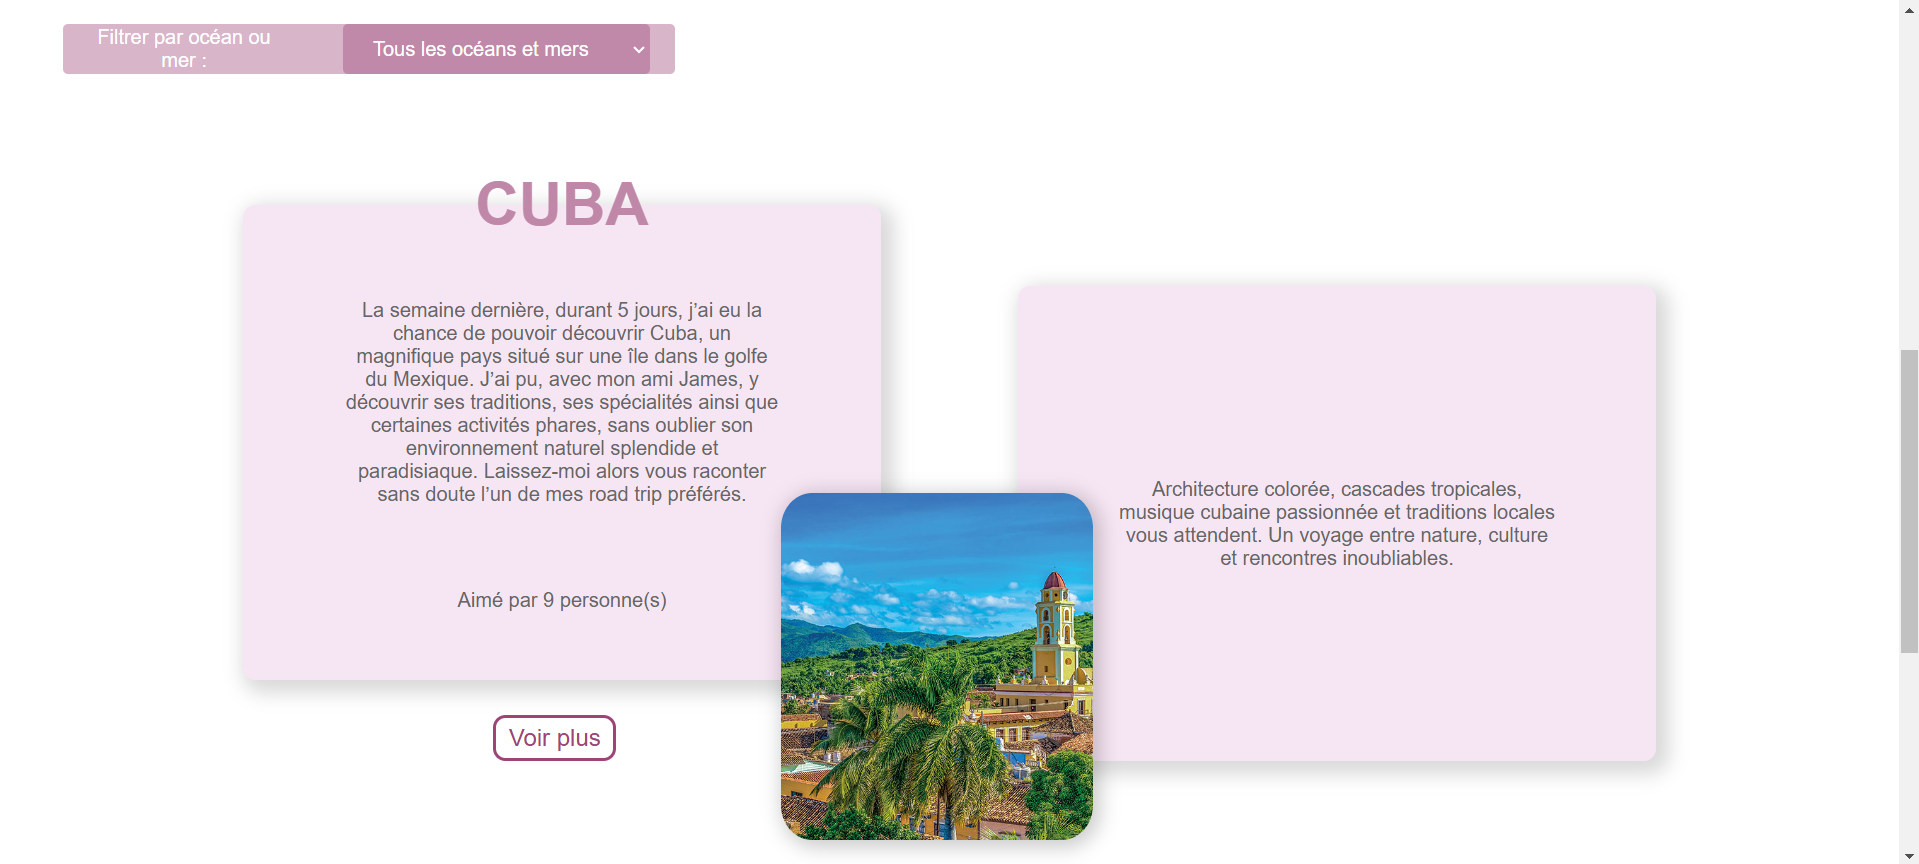 Filtrer par océan ou
mer :
Tous les océans et mers
CUBA
La semaine dernière, durant 5 jours, j’ai eu la
chance de pouvoir découvrir Cuba, un
magnifique pays situé sur une île dans le golfe
du Mexique. J’ai pu, avec mon ami James, y
découvrir ses traditions, ses spécialités ainsi que
certaines activités phares, sans oublier son
environnement naturel splendide et
paradisiaque. Laissez-moi alors vous raconter
sans doute l’un de mes road trip préférés.
Aimé par 9 personne(s)
Voir plus
Architecture colorée, cascades tropicales,
musique cubaine passionnée et traditions locales
vous attendent. Un voyage entre nature, culture
et rencontres inoubliables.